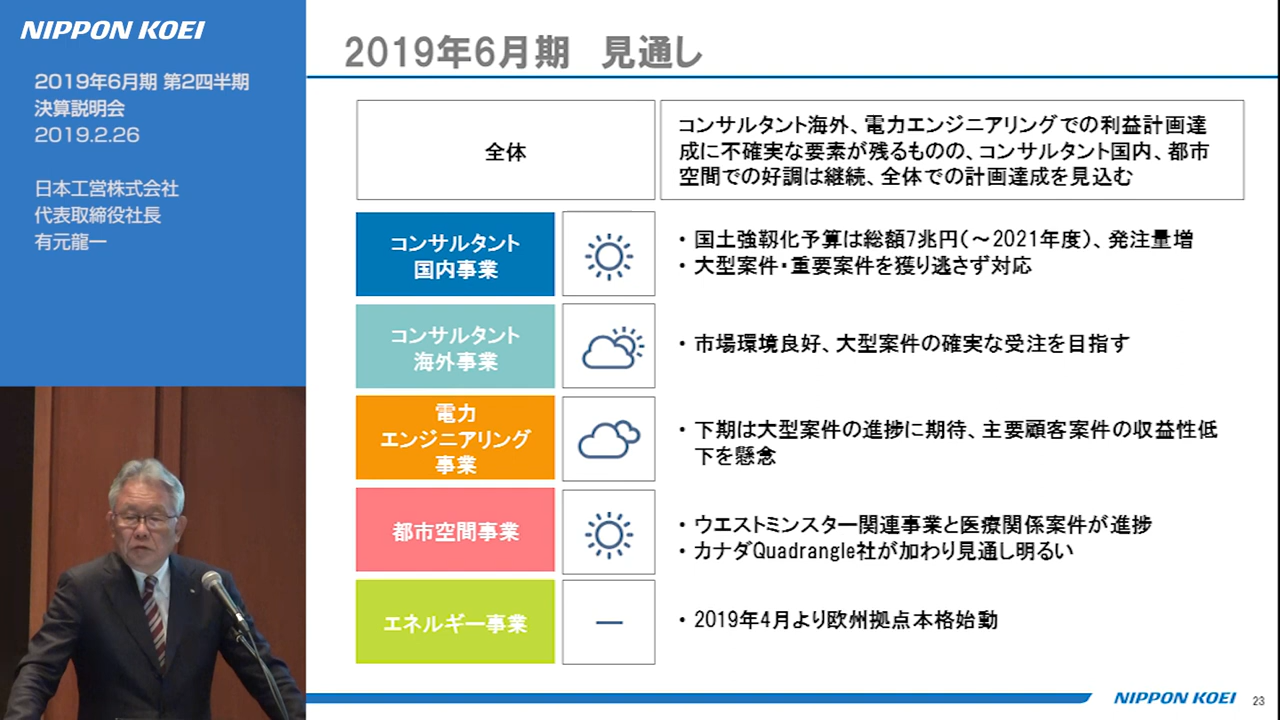 NIPPON KOEI
2019年6月期 第2四半期
決算説明会
2019.2.26
日本工営株式会社
代表取締役社長
有元龍一
2019年6月期 見通し
全体
コンサルタント海外、電力エンジニアリングでの利益計画達
成に不確実な要素が残るものの、コンサルタント国内、都市
空間での好調は継続、全体での計画達成を見込む
コンサルタント
国内事業
・国土強靱化予算は総額7兆円(～2021年度)、発注量増
・大型案件・重要案件を獲り逃さず対応
コンサルタント
海外事業
・市場環境良好、大型案件の確実な受注を目指す
電力
エンジニアリング
事業
・下期は大型案件の進捗に期待、主要顧客案件の収益性低
下を懸念
都市空間事業
・ウエストミンスター関連事業と医療関係案件が進捗
・カナダQuadrangle社が加わり見通し明るい
エネルギー事業
－
・2019年4月より欧州拠点本格始動
NIPPON KOEI
23